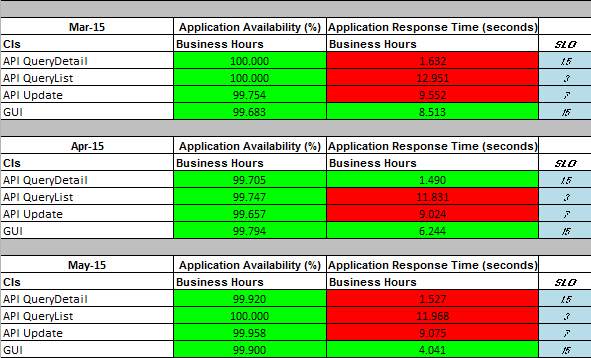 Mar-15 Application Availability (%) Application Response Time (seconds)
CIs Business Hours Business Hours SLO
API QueryDetail 100.000 1.632 1.5
API QueryList 100.000 12.951 3
API Update 99.754 9.552 7
GUI 99.683 8.513 15
Apr-15 Application Availability (%) Application Response Time (seconds)
CIs Business Hours Business Hours SLO
API QueryDetail 99.705 1.490 1.5
API QueryList 99.747 11.831 3
API Update 99.657 9.024 7
GUI 99.794 6.244 15
May-15 Application Availability (%) Application Response Time (seconds)
CIs Business Hours Business Hours SLO
API QueryDetail 99.920 1.527 1.5
API QueryList 100.000 11.968 3
API Update 99.958 9.075 7
GUI 99.900 4.041 15